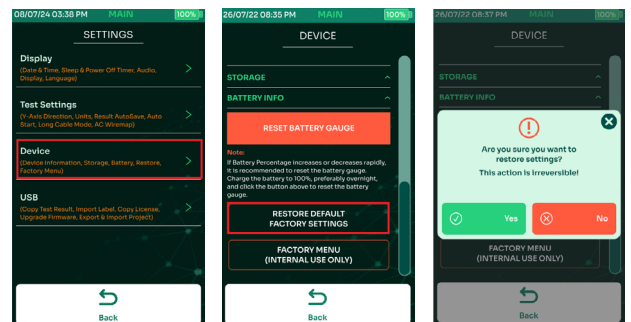 08/07/24 03:38 PM MAIN 100%
SETTINGS
Display
(Date & Time, Sleep & Power Off Timer, Audio,
Display, Language)
Test Settings
(Y-Axis Direction, Units, Result AutoSave, Auto
Start, Long Cable Mode, AC Wiremap)
Device
(Device Information, Storage, Battery, Restore,
Factory Menu)
USB
(Copy Test Result, Import Label, Copy License,
Upgrade Firmware, Export & Import Project)
Back
26/07/22 08:35 PM MAIN 100%
DEVICE
STORAGE
BATTERY INFO
RESET BATTERY GAUGE
Note:
If Battery Percentage increases or decreases rapidly,
it is recommended to reset the battery gauge.
Charge the battery to 100%, preferably overnight,
and click the button above to reset the battery
gauge.
RESTORE DEFAULT
FACTORY SETTINGS
FACTORY MENU
(INTERNAL USE ONLY)
Back
26/07/22 08:37 PM MAIN 100%
DEVICE
STORAGE
BATTERY INFO
Are you sure you want to
restore settings?
This action is irreversible!
Yes
No
FACTORY MENU
(INTERNAL USE ONLY)
Back